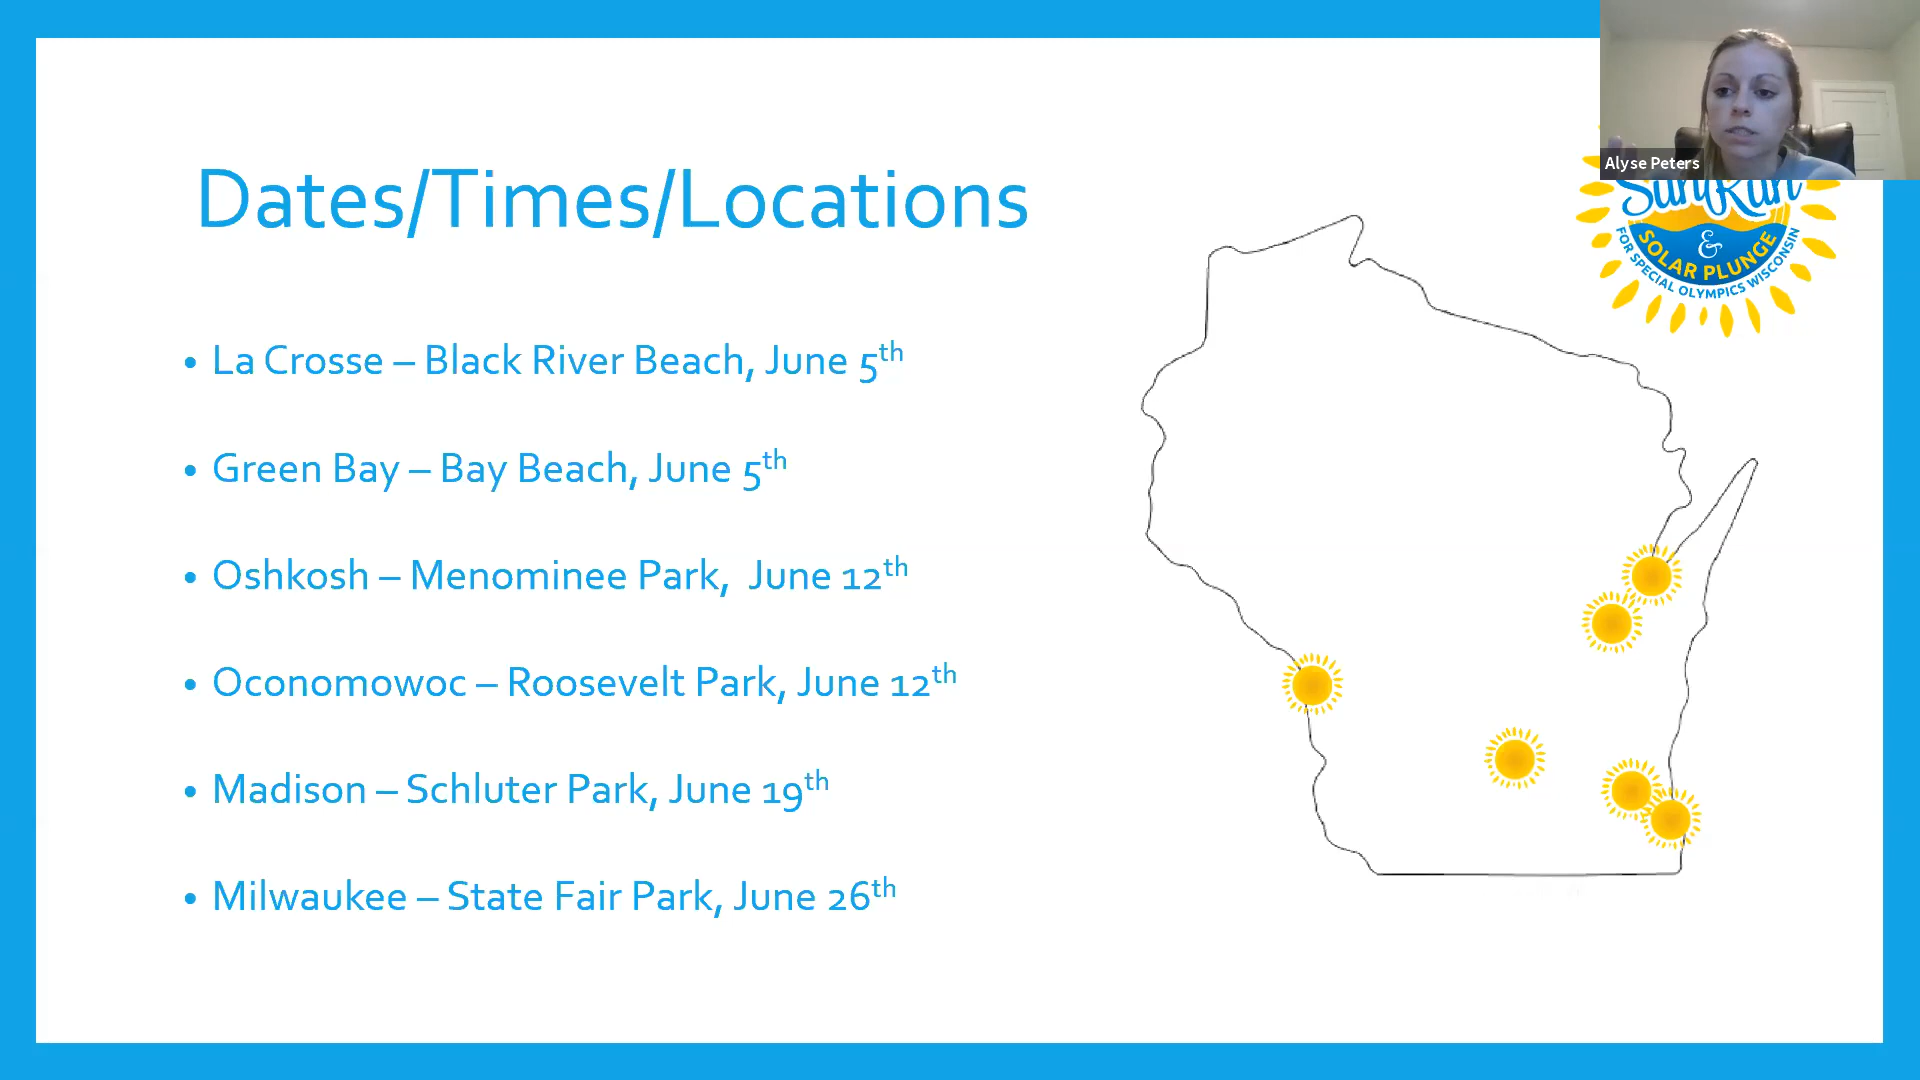 Dates/Times/Locations
• La Crosse – Black River Beach, June 5th
• Green Bay – Bay Beach, June 5th
• Oshkosh – Menominee Park, June 12th
• Oconomowoc – Roosevelt Park, June 12th
• Madison – Schluter Park, June 19th
• Milwaukee – State Fair Park, June 26th
Alyse Peters
Sun Run
&
SOLAR PLUNGE
FOR SPECIAL OLYMPICS WISCONSIN